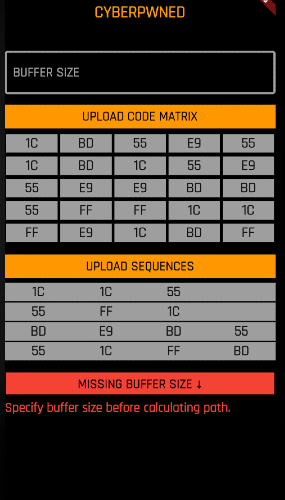 CYBERPWNED
BUFFER SIZE
UPLOAD CODE MATRIX
1C BD 55 E9 55
1C BD 1C 55 E9
55 E9 E9 BD BD
55 FF FF 1C 1C
FF E9 1C BD FF
UPLOAD SEQUENCES
1C 1C 55
55 FF 1C
BD E9 BD 55
55 1C FF BD
MISSING BUFFER SIZE ↓
Specify buffer size before calculating path.